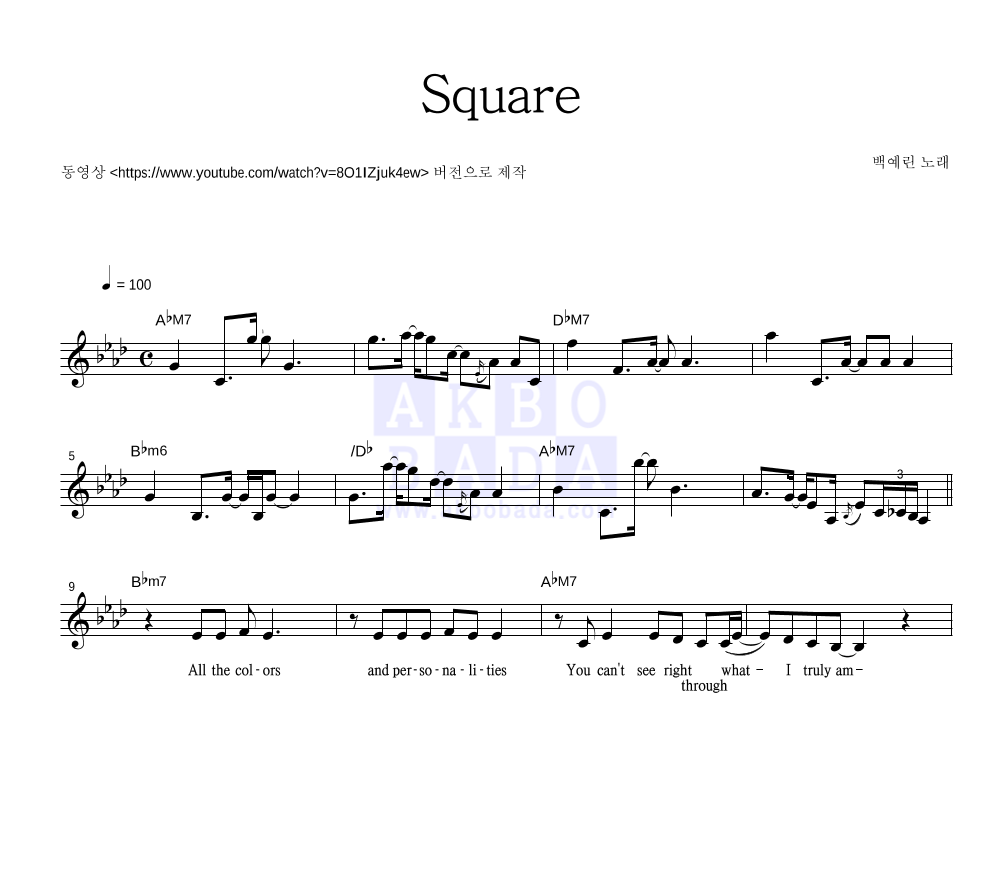 Square
백예린 노래
동영상 <https://www.youtube.com/watch?v=8O1IZjuk4ew> 버전으로 제작
= 100
A♭M7 D♭M7
AKBO
BADA
www.akbobada.com
5 B♭m6 /D♭ A♭M7
3
9 B♭m7 A♭M7
All the col-ors and per-so-na-li-ties You can't see right what- I truly am-
through